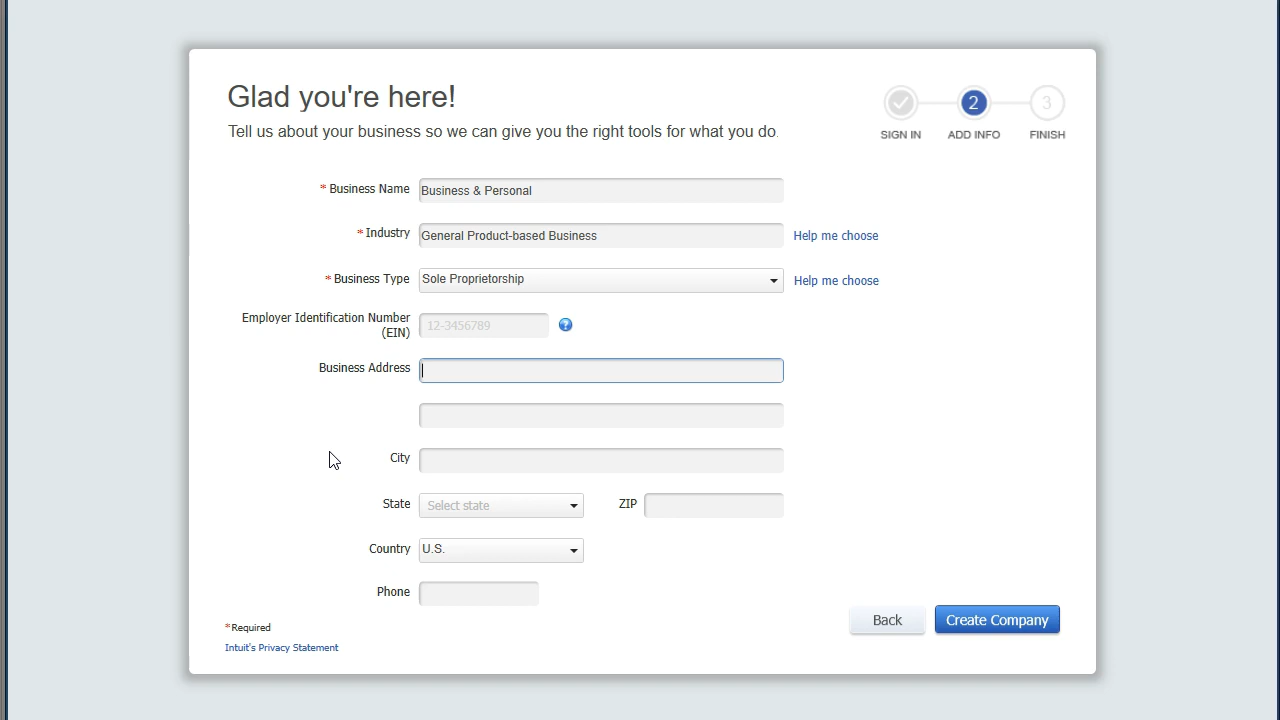 Glad you're here!
Tell us about your business so we can give you the right tools for what you do.
2
3
SIGN IN
ADD INFO
FINISH
* Business Name
Business & Personal
* Industry
General Product-based Business
Help me choose
* Business Type
Sole Proprietorship
Help me choose
Employer Identification Number
(EIN)
12-3456789
?
Business Address
City
State
Select state
ZIP
Country
U.S.
Phone
*Required
Intuit's Privacy Statement
Back
Create Company